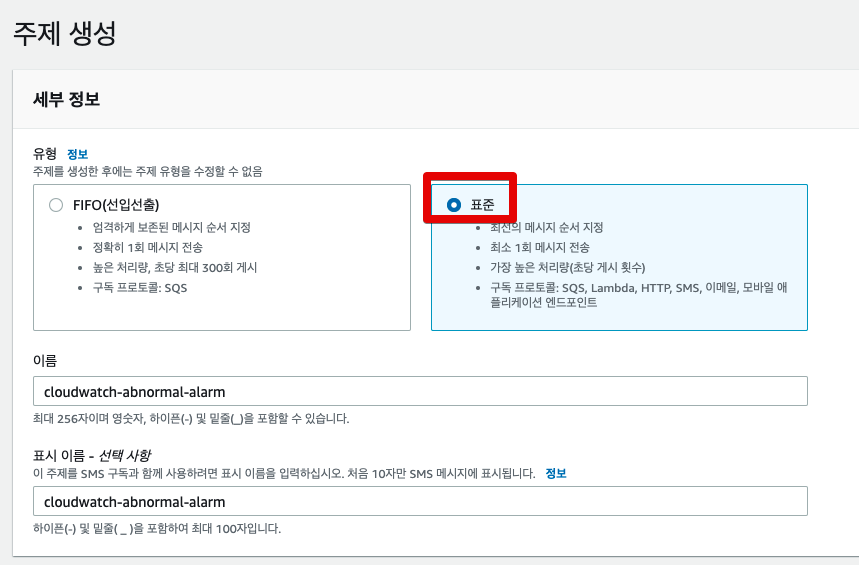 주제 생성
세부 정보
유형 정보
주제를 생성한 후에는 주제 유형을 수정할 수 없음
FIFO(선입선출)
• 엄격하게 보존된 메시지 순서 지정
• 정확히 1회 메시지 전송
• 높은 처리량, 초당 최대 300회 게시
• 구독 프로토콜: SQS
표준
• 최선의 메시지 순서 지정
• 최소 1회 메시지 전송
• 가장 높은 처리량(초당 게시 횟수)
• 구독 프로토콜: SQS, Lambda, HTTP, SMS, 이메일, 모바일 애
플리케이션 엔드포인트
이름
cloudwatch-abnormal-alarm
최대 256자이며 영숫자, 하이픈(-) 및 밑줄(_)을 포함할 수 있습니다.
표시 이름 - 선택 사항
이 주제를 SMS 구독과 함께 사용하려면 표시 이름을 입력하십시오. 처음 10자만 SMS 메시지에 표시됩니다. 정보
cloudwatch-abnormal-alarm
하이픈(-) 및 밑줄( _ )을 포함하여 최대 100자입니다.